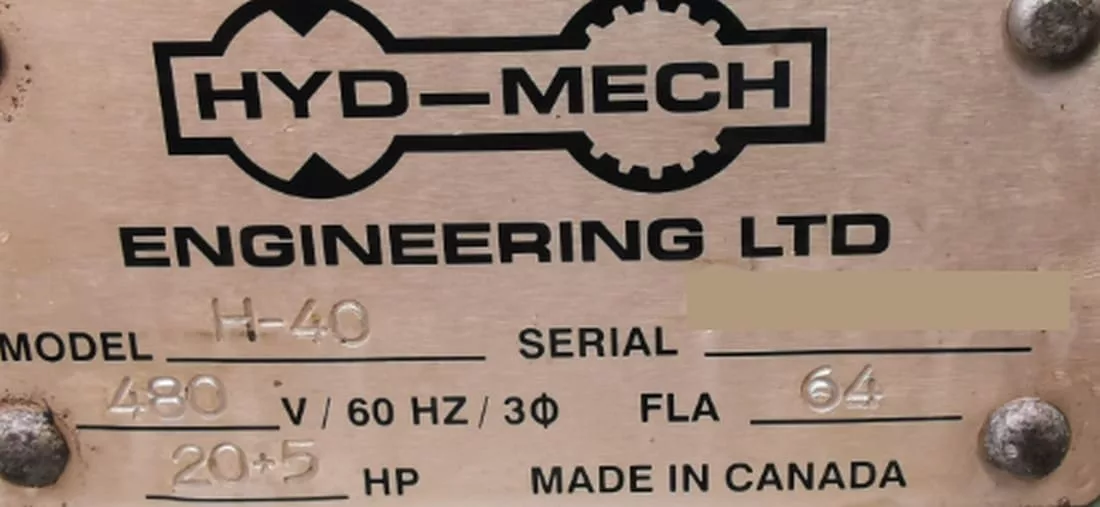 HYD-MECH
ENGINEERING LTD
MODEL H-40 SERIAL
480 V / 60 HZ / 3Φ FLA 64
20+5 HP MADE IN CANADA